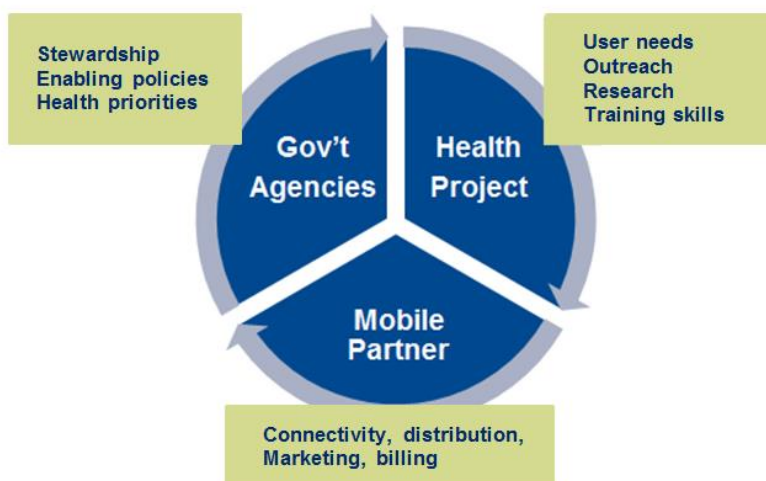 Stewardship
Enabling policies
Health priorities
User needs
Outreach
Research
Training skills
Gov't
Agencies
Health
Project
Mobile
Partner
Connectivity, distribution,
Marketing, billing